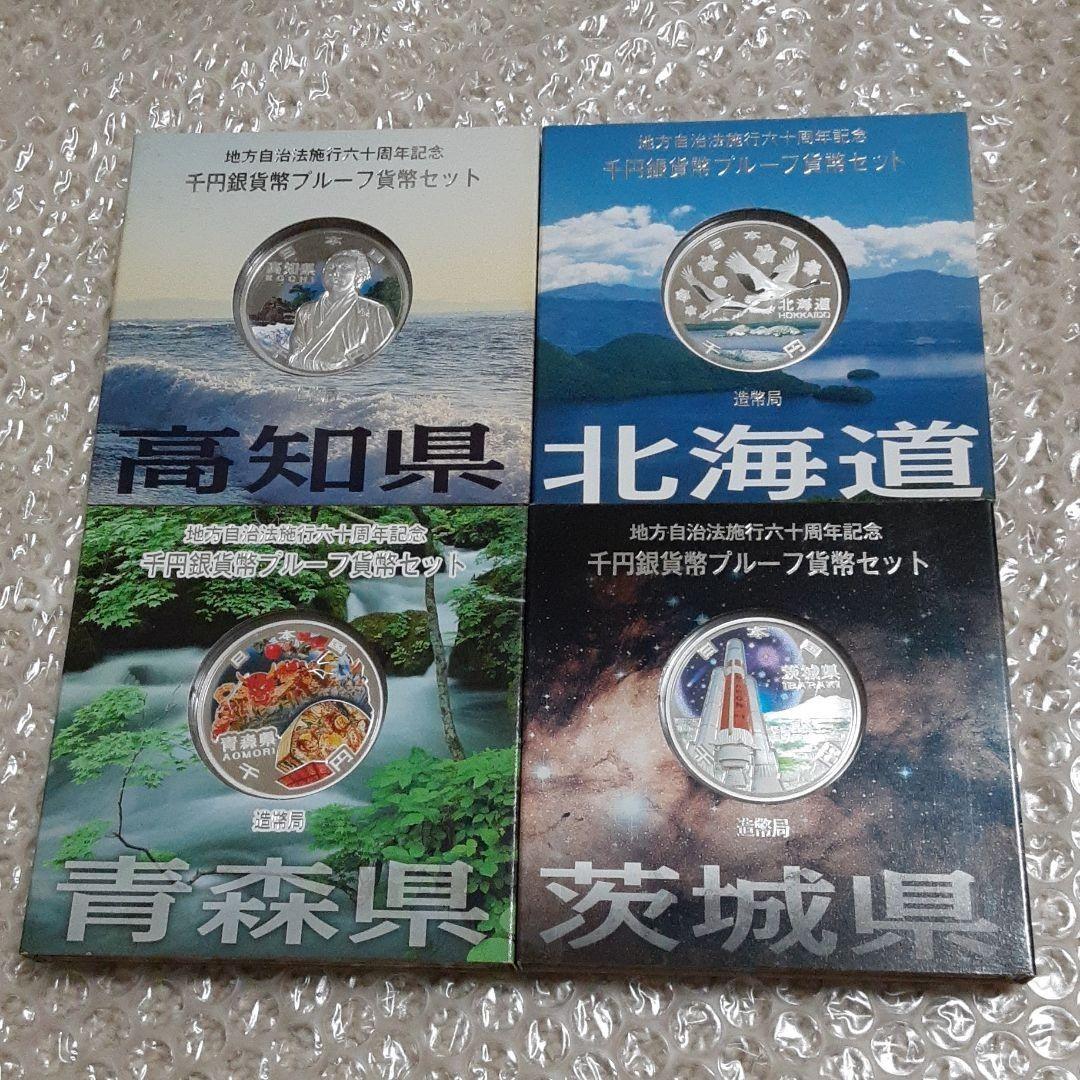 地方自治法施行六十周年記念
千円銀貨幣プルーフ貨幣セット
日本国
高知県
KOCHI
高知県
地方自治法施行六十周年記念
千円銀貨幣プルーフ貨幣セット
日本国
北海道
HOKKAIDO
千円
造幣局
北海道
地方自治法施行六十周年記念
千円銀貨幣プルーフ貨幣セット
日本国
青森県
AOMORI
千円
造幣局
青森県
地方自治法施行六十周年記念
千円銀貨幣プルーフ貨幣セット
日本国
茨城県
IBARAKI
千円
造幣局
茨城県